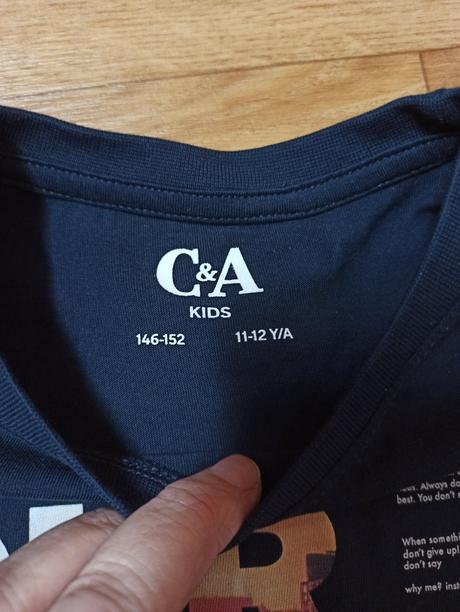 C&A
KIDS
146-152 11-12 Y/A
Always do
best. You don't
When somethi
don't give up!
don't say
why me? inst